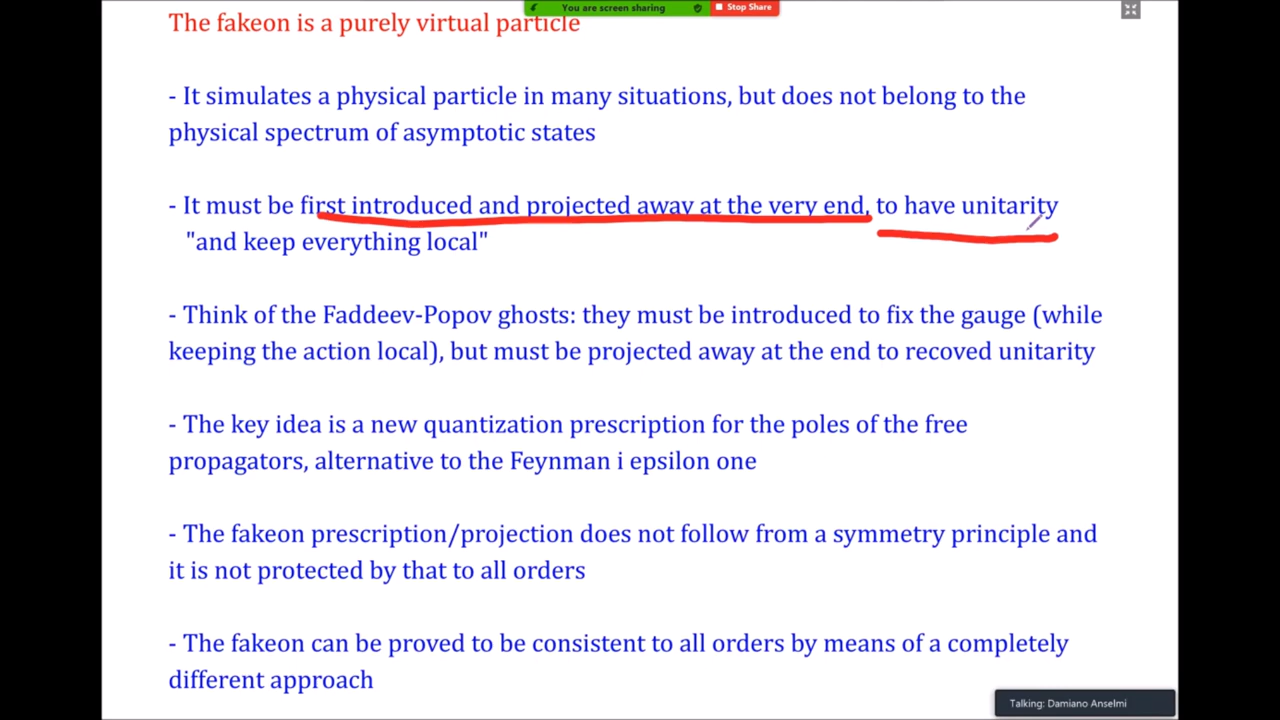 You are screen sharing
Stop Share
The fakeon is a purely virtual particle
- It simulates a physical particle in many situations, but does not belong to the
physical spectrum of asymptotic states
- It must be first introduced and projected away at the very end, to have unitarity
"and keep everything local"
- Think of the Faddeev-Popov ghosts: they must be introduced to fix the gauge (while
keeping the action local), but must be projected away at the end to recoved unitarity
- The key idea is a new quantization prescription for the poles of the free
propagators, alternative to the Feynman i epsilon one
- The fakeon prescription/projection does not follow from a symmetry principle and
it is not protected by that to all orders
- The fakeon can be proved to be consistent to all orders by means of a completely
different approach
Talking: Damiano Anselmi